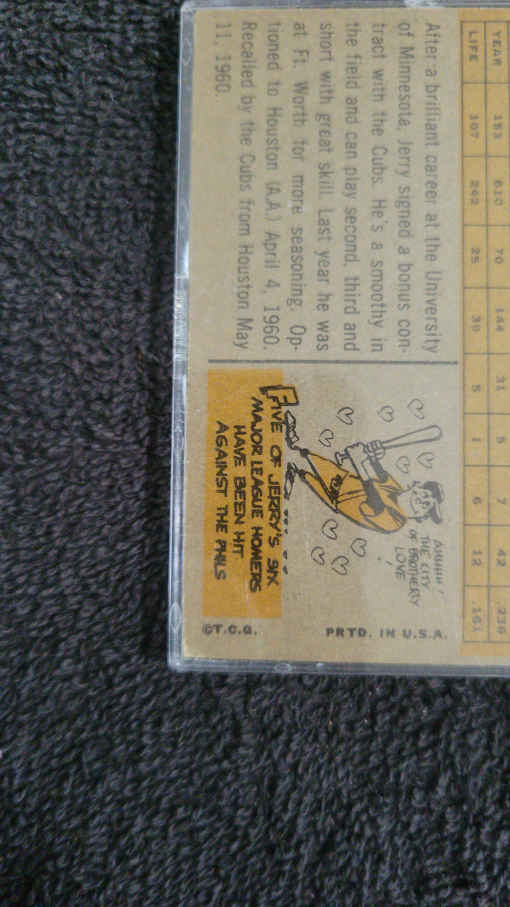 YEAR 153 610 70 144 31 5 7 42 .236
LIFE 107 242 25 39 5 1 6 12 .161
After a brilliant career at the University
of Minnesota, Jerry signed a bonus con-
tract with the Cubs. He's a smoothy in
the field and can play second, third and
short with great skill. Last year he was
at Ft. Worth for more seasoning. Op-
tioned to Houston (A.A.) April 4, 1960.
Recalled by the Cubs from Houston May
11, 1960.
AHHHH!
THE CITY
OF BROTHERLY
LOVE!
FIVE OF JERRY'S SIX
MAJOR LEAGUE HOMERS
HAVE BEEN HIT
AGAINST THE PHILS
©T.C.G.
PRTD. IN U.S.A.